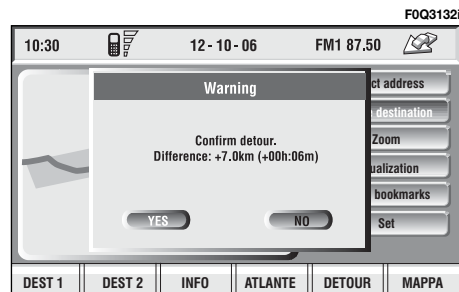 F0Q3132i
10:30 12-10-06 FM1 87.50
ct address
Warning
destination
Confirm detour.
Zoom
Difference: +7.0km (+00h:06m)
ualization
bookmarks
YES NO
Set
DEST 1 DEST 2 INFO ATLANTE DETOUR MAPPA